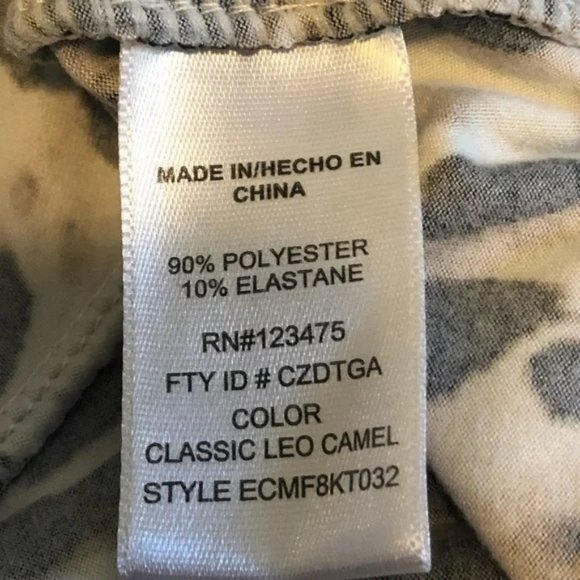 MADE IN/HECHO EN
CHINA
90% POLYESTER
10% ELASTANE
RN#123475
FTY ID # CZDTGA
COLOR
CLASSIC LEO CAMEL
STYLE ECMF8KT032